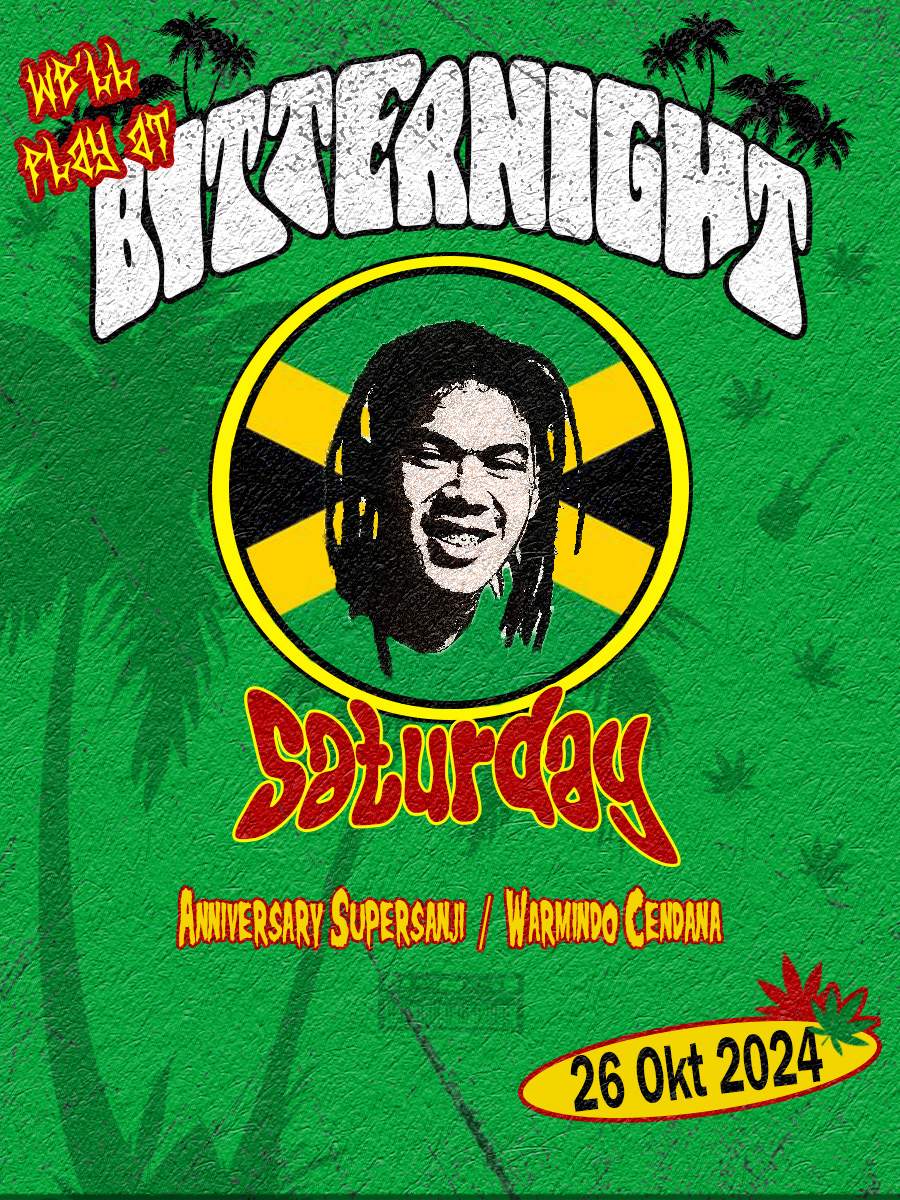 WE'LL
PLAY AT
BITTERNIGHT
Saturday
ANNIVERSARY SUPERSANJI / WARMINDO CENDANA
26 Okt 2024